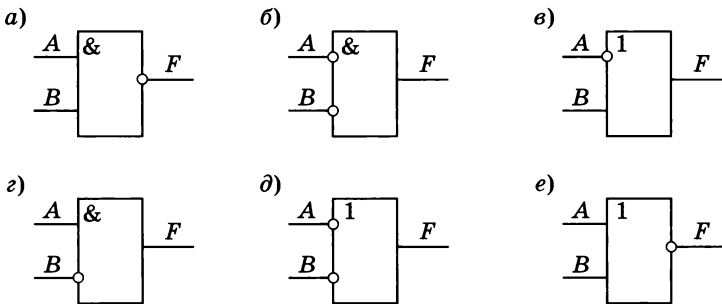 а) б) в)
A & F A & F A 1 F
B B B
г) д) е)
A & F A 1 F A 1 F
B B B